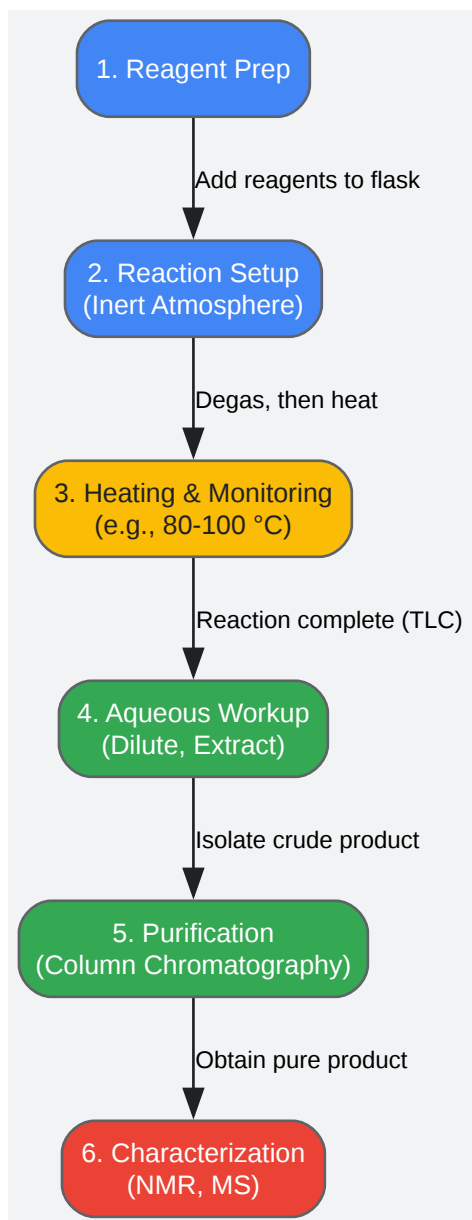 1. Reagent Prep
Add reagents to flask
2. Reaction Setup
(Inert Atmosphere)
Degas, then heat
3. Heating & Monitoring
(e.g., 80-100 °C)
Reaction complete (TLC)
4. Aqueous Workup
(Dilute, Extract)
Isolate crude product
5. Purification
(Column Chromatography)
Obtain pure product
6. Characterization
(NMR, MS)